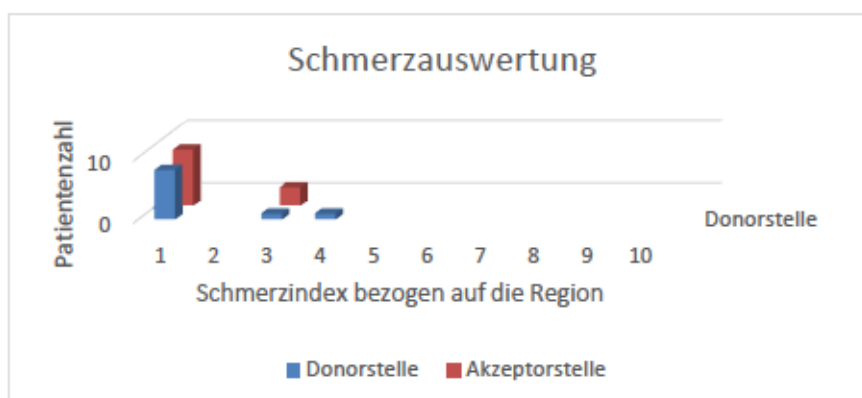 Schmerzauswertung
Patientenzahl
10
0
Donorstelle
1 2 3 4 5 6 7 8 9 10
Schmerzindex bezogen auf die Region
Donorstelle Akzeptorstelle